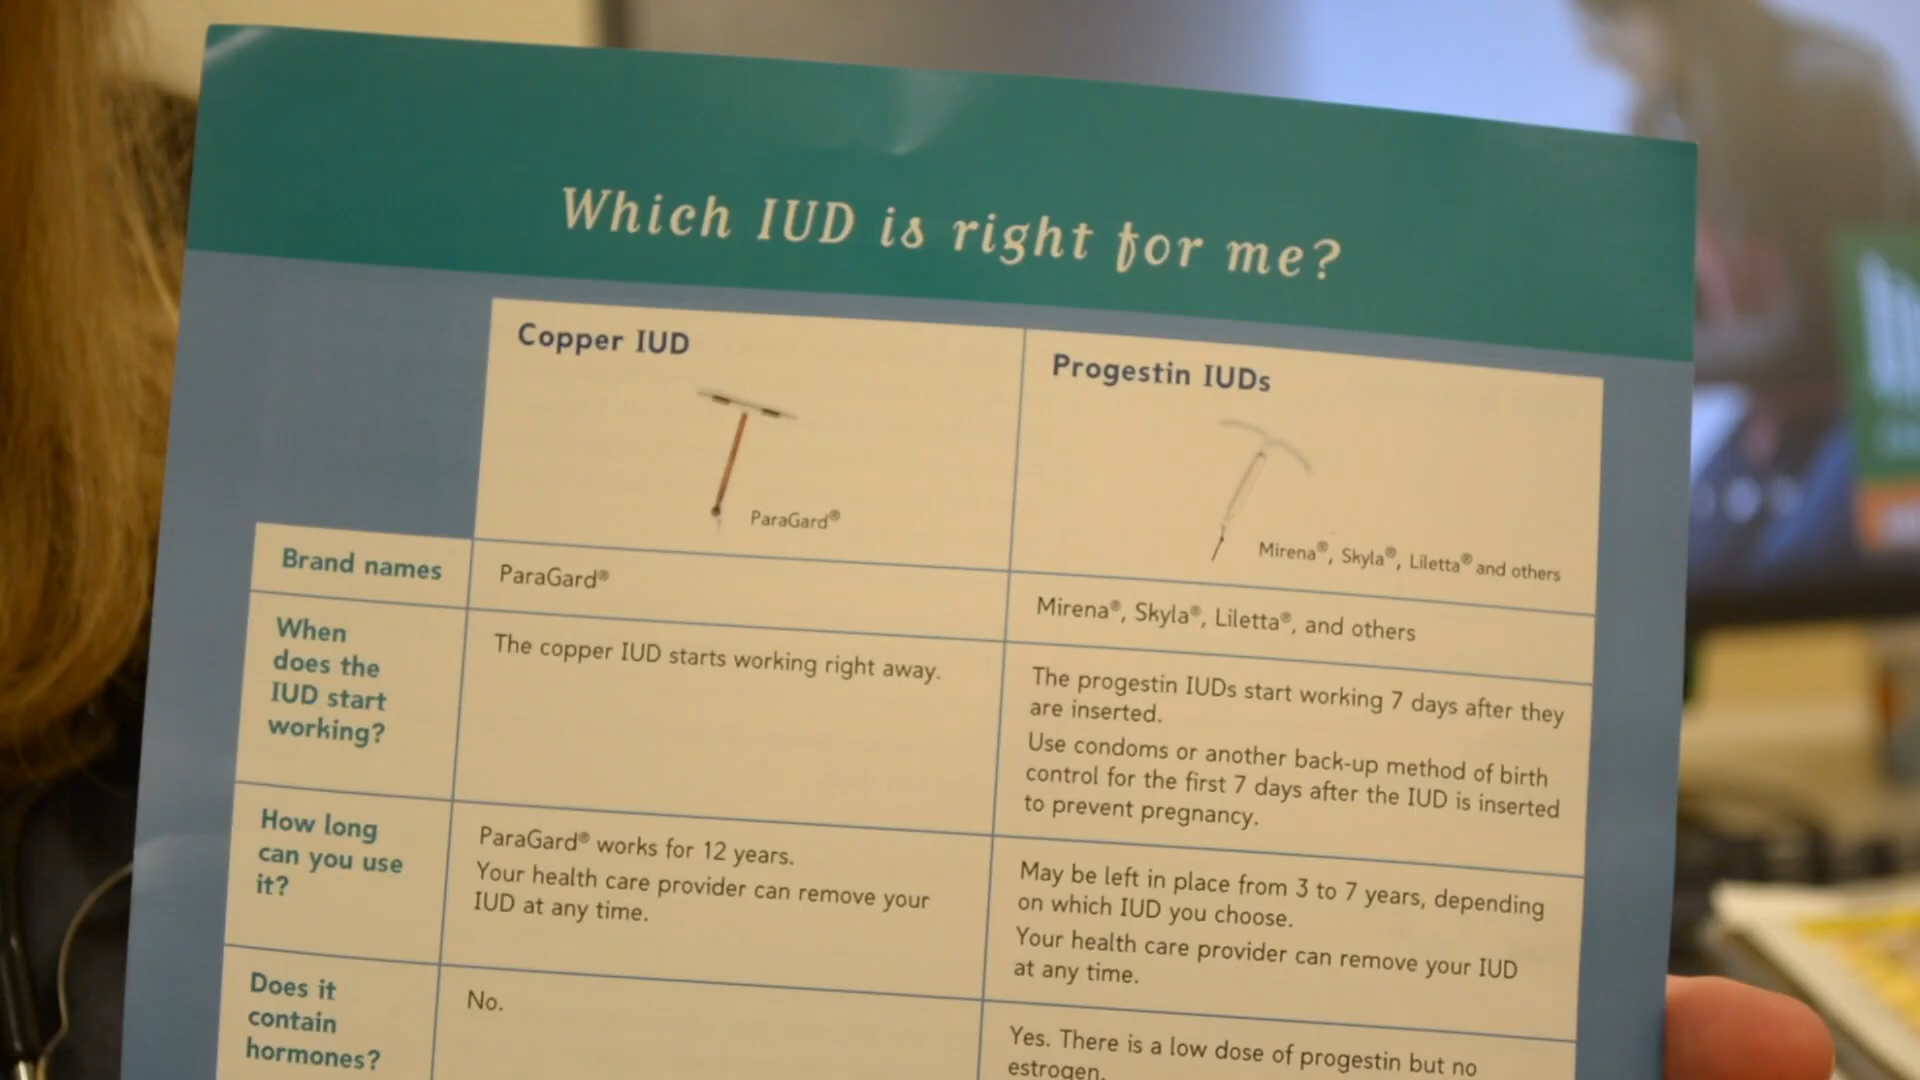 Which IUD is right for me?
Copper IUD
ParaGard®
Progestin IUDs
Mirena®, Skyla®, Liletta® and others
Brand names
ParaGard®
Mirena®, Skyla®, Liletta®, and others
When
does the
IUD start
working?
The copper IUD starts working right away.
The progestin IUDs start working 7 days after they
are inserted.
Use condoms or another back-up method of birth
control for the first 7 days after the IUD is inserted
to prevent pregnancy.
How long
can you use
it?
ParaGard® works for 12 years.
Your health care provider can remove your
IUD at any time.
May be left in place from 3 to 7 years, depending
on which IUD you choose.
Your health care provider can remove your IUD
at any time.
Does it
contain
hormones?
No.
Yes. There is a low dose of progestin but no
estrogen.